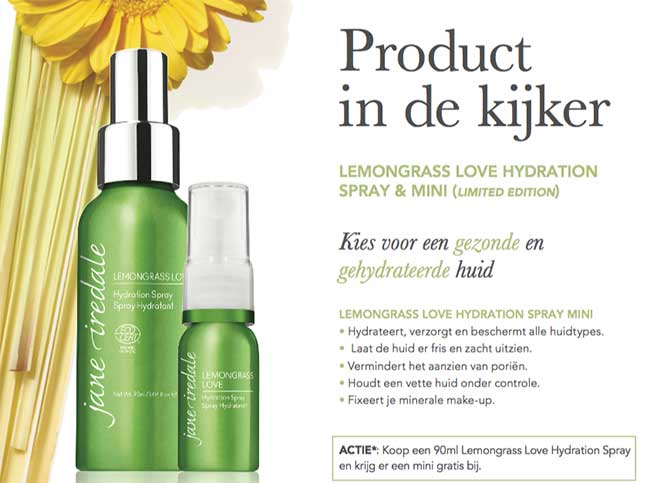 Product
in de kijker
LEMONGRASS LOVE HYDRATION
SPRAY & MINI (LIMITED EDITION)
Kies voor een gezonde en
gehydrateerde huid
LEMONGRASS LOVE HYDRATION SPRAY MINI
• Hydrateert, verzorgt en beschermt alle huidtypes.
• Laat de huid er fris en zacht uitzien.
• Vermindert het aanzien van poriën.
• Houdt een vette huid onder controle.
• Fixeert je minerale make-up.
ACTIE*: Koop een 90ml Lemongrass Love Hydration Spray
en krijg er een mini gratis bij.
jane iredale
LEMONGRASS LO
Hydration Spray
Spray Hydratant
ECO
CERT
jane iredale
LEMONGRASS
LOVE
Hydration Spray
Spray Hydratant